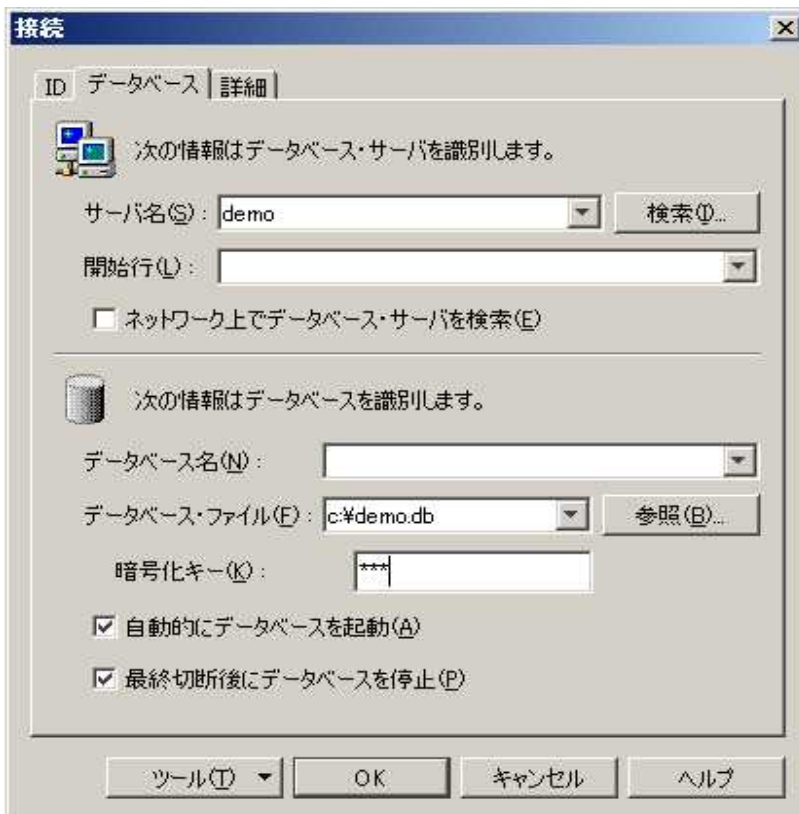 接続
ID データベース 詳細
次の情報はデータベース・サーバを識別します。
サーバ名(S): demo 検索(I)...
開始行(L):
ネットワーク上でデータベース・サーバを検索(E)
次の情報はデータベースを識別します。
データベース名(N):
データベース・ファイル(F): c:¥demo.db 参照(B)...
暗号化キー(K): ***
自動的にデータベースを起動(A)
最終切断後にデータベースを停止(P)
ツール(T) OK キャンセル ヘルプ